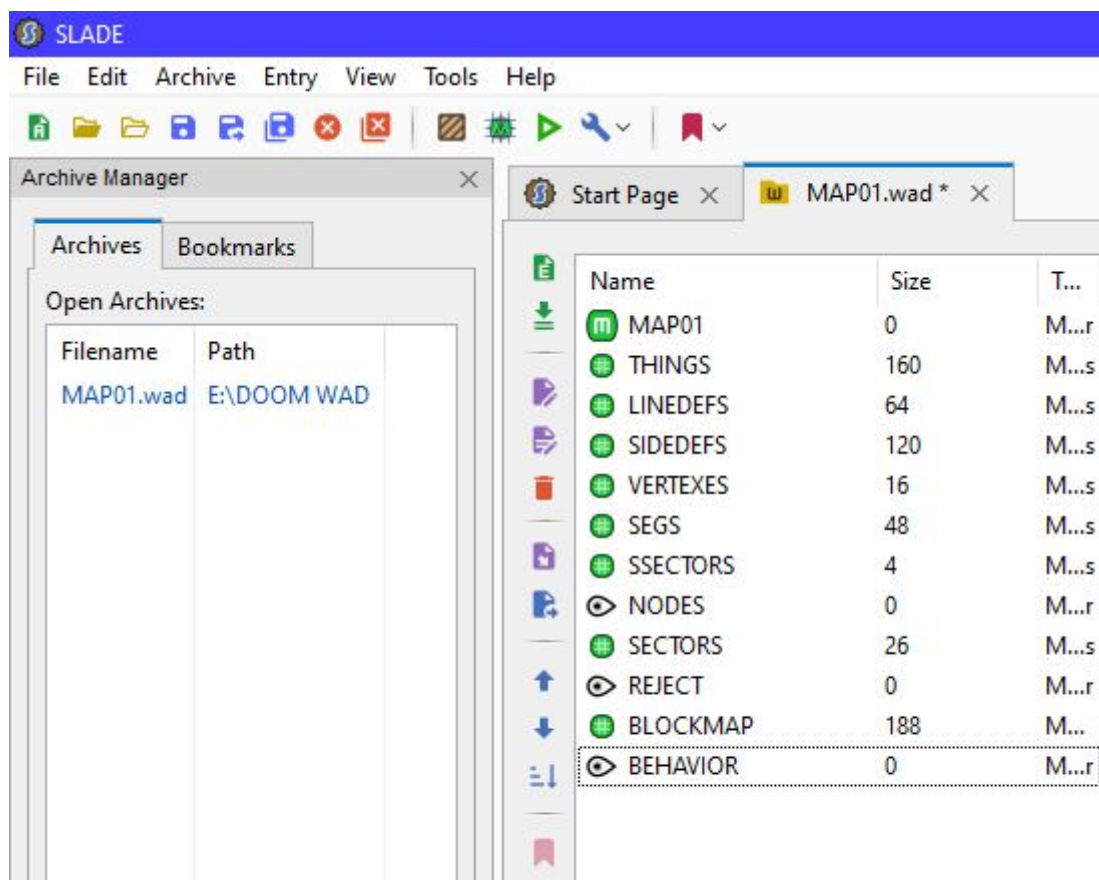 SLADE
File Edit Archive Entry View Tools Help
Archive Manager
Archives Bookmarks
Open Archives:
Filename Path
MAP01.wad E:\DOOM WAD
Start Page MAP01.wad *
Name Size T...
MAP01 0 M...r
THINGS 160 M...s
LINEDEFS 64 M...s
SIDEDEFS 120 M...s
VERTEXES 16 M...s
SEGS 48 M...s
SSECTORS 4 M...s
NODES 0 M...r
SECTORS 26 M...s
REJECT 0 M...r
BLOCKMAP 188 M...
BEHAVIOR 0 M...r